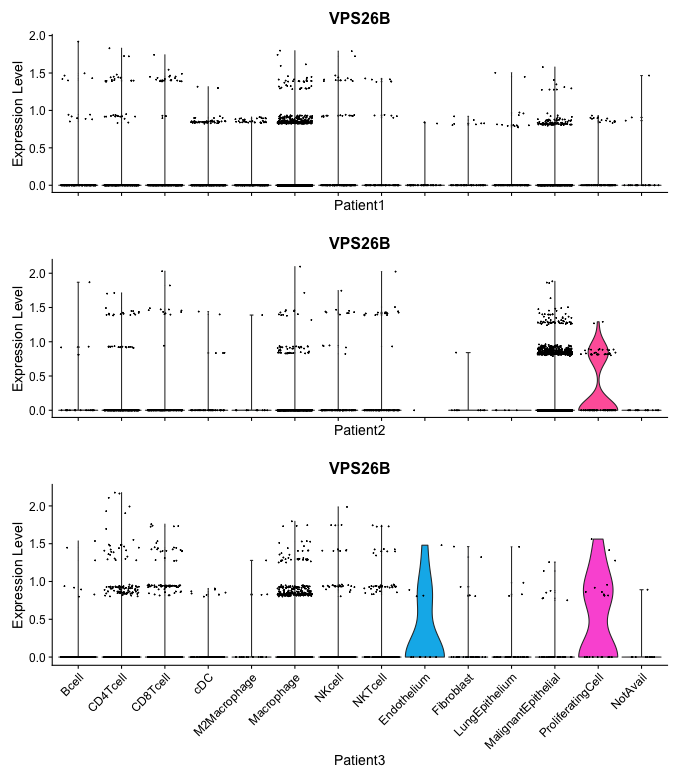 VPS26B
Expression Level
2.0
1.5
1.0
0.5
0.0
Patient1
VPS26B
Expression Level
2.0
1.5
1.0
0.5
0.0
Patient2
VPS26B
Expression Level
2.0
1.5
1.0
0.5
0.0
Bcell
CD4Tcell
CD8Tcell
cDC
M2Macrophage
Macrophage
NKcell
NKTcell
Endothelium
Fibroblast
LungEpithelium
MalignantEpithelial
ProliferatingCell
NotAvail
Patient3